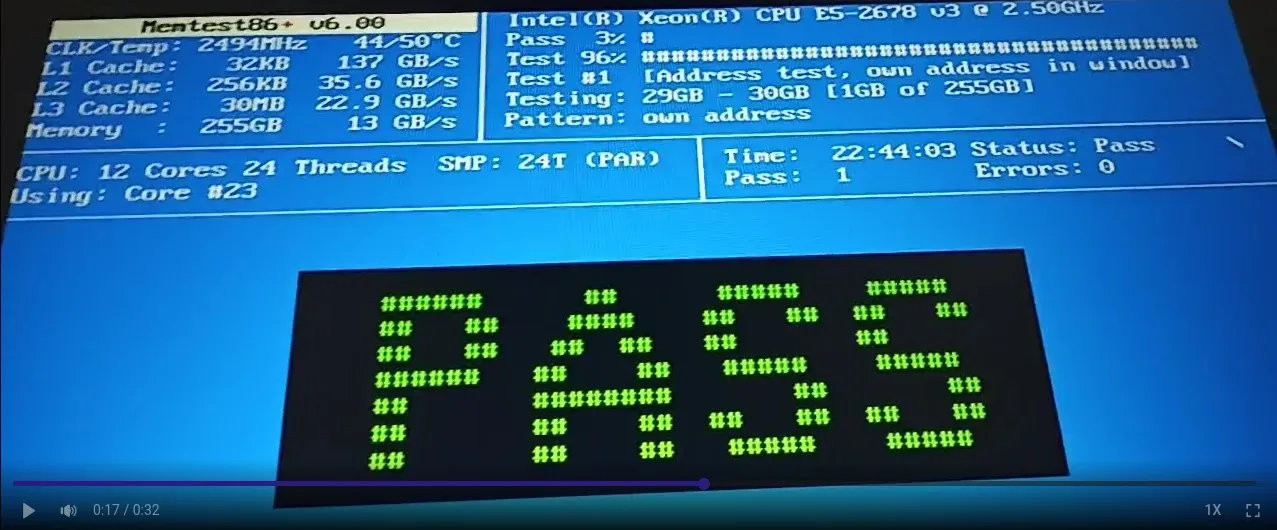 Memtest86+ v6.00
CLK/Temp: 2494MHz 44/50°C
L1 Cache: 32KB 137 GB/s
L2 Cache: 256KB 35.6 GB/s
L3 Cache: 30MB 22.9 GB/s
Memory : 255GB 13 GB/s
Intel(R) Xeon(R) CPU E5-2678 v3 @ 2.50GHz
Pass 3% #
Test 96% ######################################
Test #1 [Address test, own address in window]
Testing: 29GB - 30GB [1GB of 255GB]
Pattern: own address
CPU: 12 Cores 24 Threads SMP: 24T (PAR)
Using: Core #23
Time: 22:44:03 Status: Pass \
Pass: 1 Errors: 0
PASS
0:17 / 0:32 1X